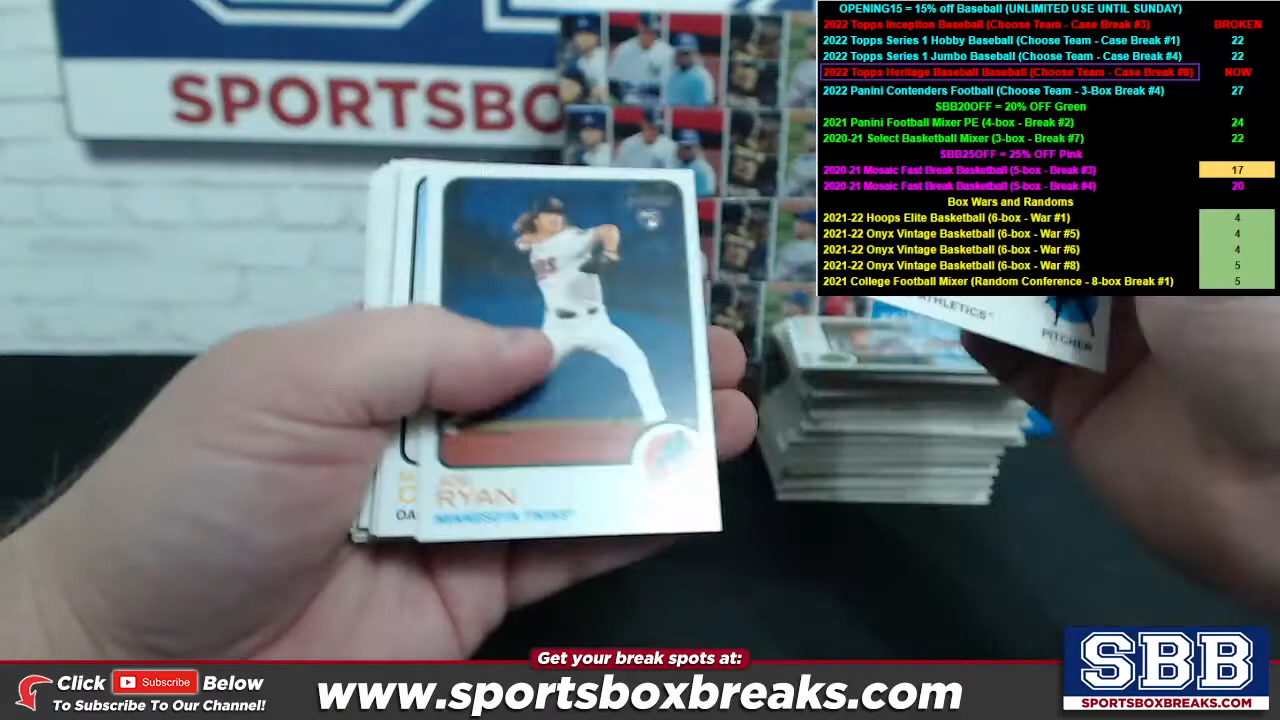 OPENING15 = 15% off Baseball (UNLIMITED USE UNTIL SUNDAY)
2022 Topps Inception Baseball (Choose Team - Case Break #3) BROKEN
2022 Topps Series 1 Hobby Baseball (Choose Team - Case Break #1) 22
2022 Topps Series 1 Jumbo Baseball (Choose Team - Case Break #4) 22
2022 Topps Heritage Baseball Baseball (Choose Team - Case Break #8) NOW
2022 Panini Contenders Football (Choose Team - 3-Box Break #4) 27
SBB20OFF = 20% OFF Green
2021 Panini Football Mixer PE (4-box - Break #2) 24
2020-21 Select Basketball Mixer (3-box - Break #7) 22
SBB25OFF = 25% OFF Pink
2020-21 Mosaic Fast Break Basketball (5-box - Break #3) 17
2020-21 Mosaic Fast Break Basketball (5-box - Break #4) 20
Box Wars and Randoms
2021-22 Hoops Elite Basketball (6-box - War #1) 4
2021-22 Onyx Vintage Basketball (6-box - War #5) 4
2021-22 Onyx Vintage Basketball (6-box - War #6) 4
2021-22 Onyx Vintage Basketball (6-box - War #8) 5
2021 College Football Mixer (Random Conference - 8-box Break #1) 5
SPORTSBO
ATHLETICS
PITCHER
RYAN
MINNESOTA TWINS
OA
Get your break spots at:
www.sportsboxbreaks.com
Click Subscribe Below
To Subscribe To Our Channel!
SBB
SPORTSBOXBREAKS.COM